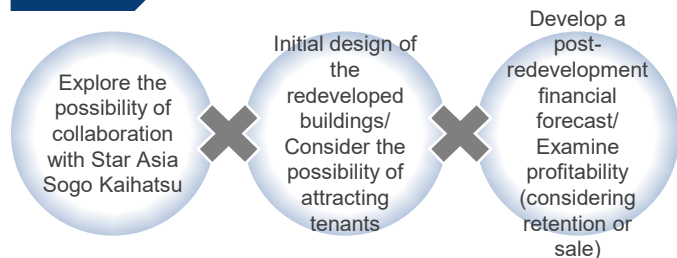 Explore the
possibility of
collaboration
with Star Asia
Sogo Kaihatsu
Initial design of
the
redeveloped
buildings/
Consider the
possibility of
attracting
tenants
Develop a
post-
redevelopment
financial
forecast/
Examine
profitability
(considering
retention or
sale)